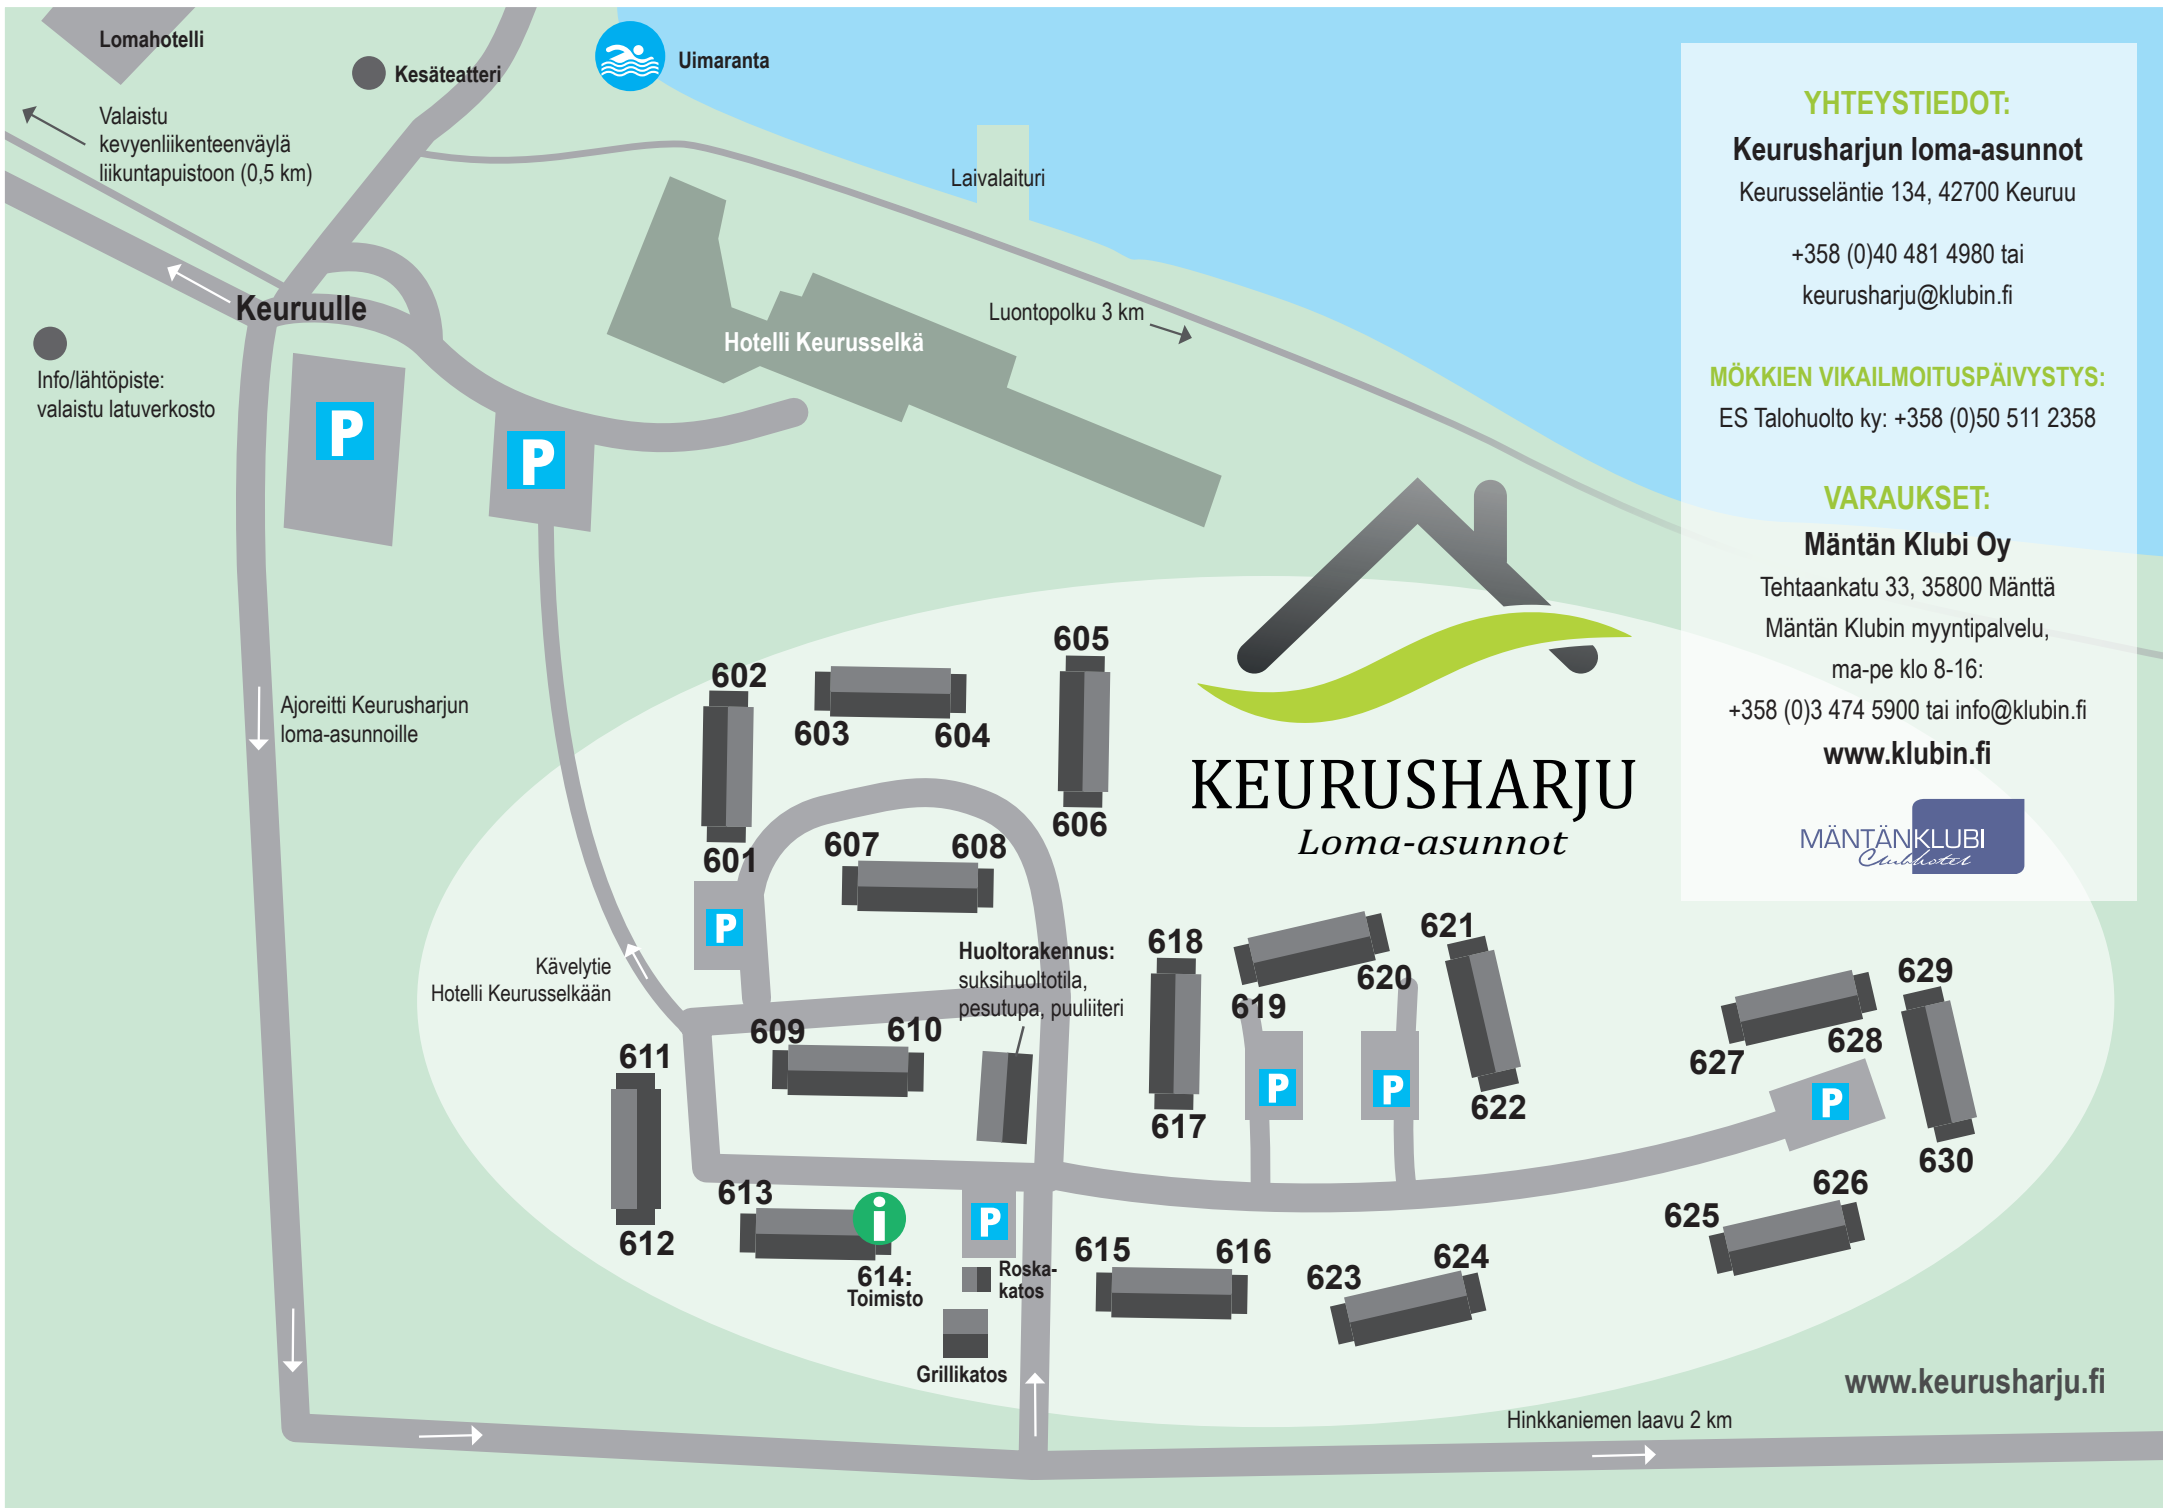 Lomahotelli
Kesäteatteri
Uimaranta
Valaistu
kevyenliikenteenväylä
liikuntapuistoon (0,5 km)
Laivalaituri
Keuruulle
Luontopolku 3 km
Hotelli Keurusselkä
Info/lähtöpiste:
valaistu latuverkosto
P
P
YHTEYSTIEDOT:
Keurusharjun loma-asunnot
Keurusseläntie 134, 42700 Keuruu
+358 (0)40 481 4980 tai
keurusharju@klubin.fi
MÖKKIEN VIKAILMOITUSPÄIVYSTYS:
ES Talohuolto ky: +358 (0)50 511 2358
VARAUKSET:
Mäntän Klubi Oy
Tehtaankatu 33, 35800 Mänttä
Mäntän Klubin myyntipalvelu,
ma-pe klo 8-16:
+358 (0)3 474 5900 tai info@klubin.fi
www.klubin.fi
MÄNTÄNKLUBI
Clubhotel
Ajoreitti Keurusharjun
loma-asunnoille
KEURUSHARJU
Loma-asunnot
602
603
604
605
606
601
607
608
P
Kävelytie
Hotelli Keurusselkään
Huoltorakennus:
suksihuoltotila,
pesutupa, puuliiteri
609
610
611
612
613
i
614:
Toimisto
P
Roska-
katos
Grillikatos
615
616
618
617
619
620
P
P
621
622
623
624
625
626
627
628
P
629
630
www.keurusharju.fi
Hinkkaniemen laavu 2 km